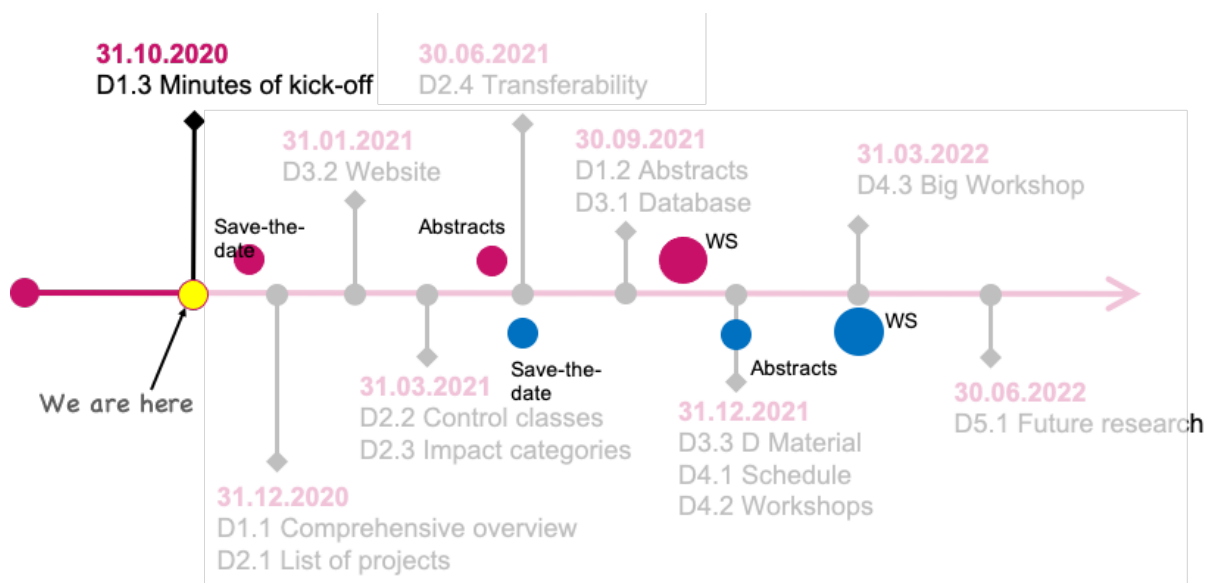 31.10.2020
D1.3 Minutes of kick-off
30.06.2021
D2.4 Transferability
31.01.2021
D3.2 Website
30.09.2021
D1.2 Abstracts
D3.1 Database
31.03.2022
D4.3 Big Workshop
Save-the-
date
Abstracts
WS
We are here
31.12.2020
D1.1 Comprehensive overview
D2.1 List of projects
31.03.2021
D2.2 Control classes
D2.3 Impact categories
Save-the-
date
31.12.2021
D3.3 D Material
D4.1 Schedule
D4.2 Workshops
Abstracts
WS
30.06.2022
D5.1 Future research